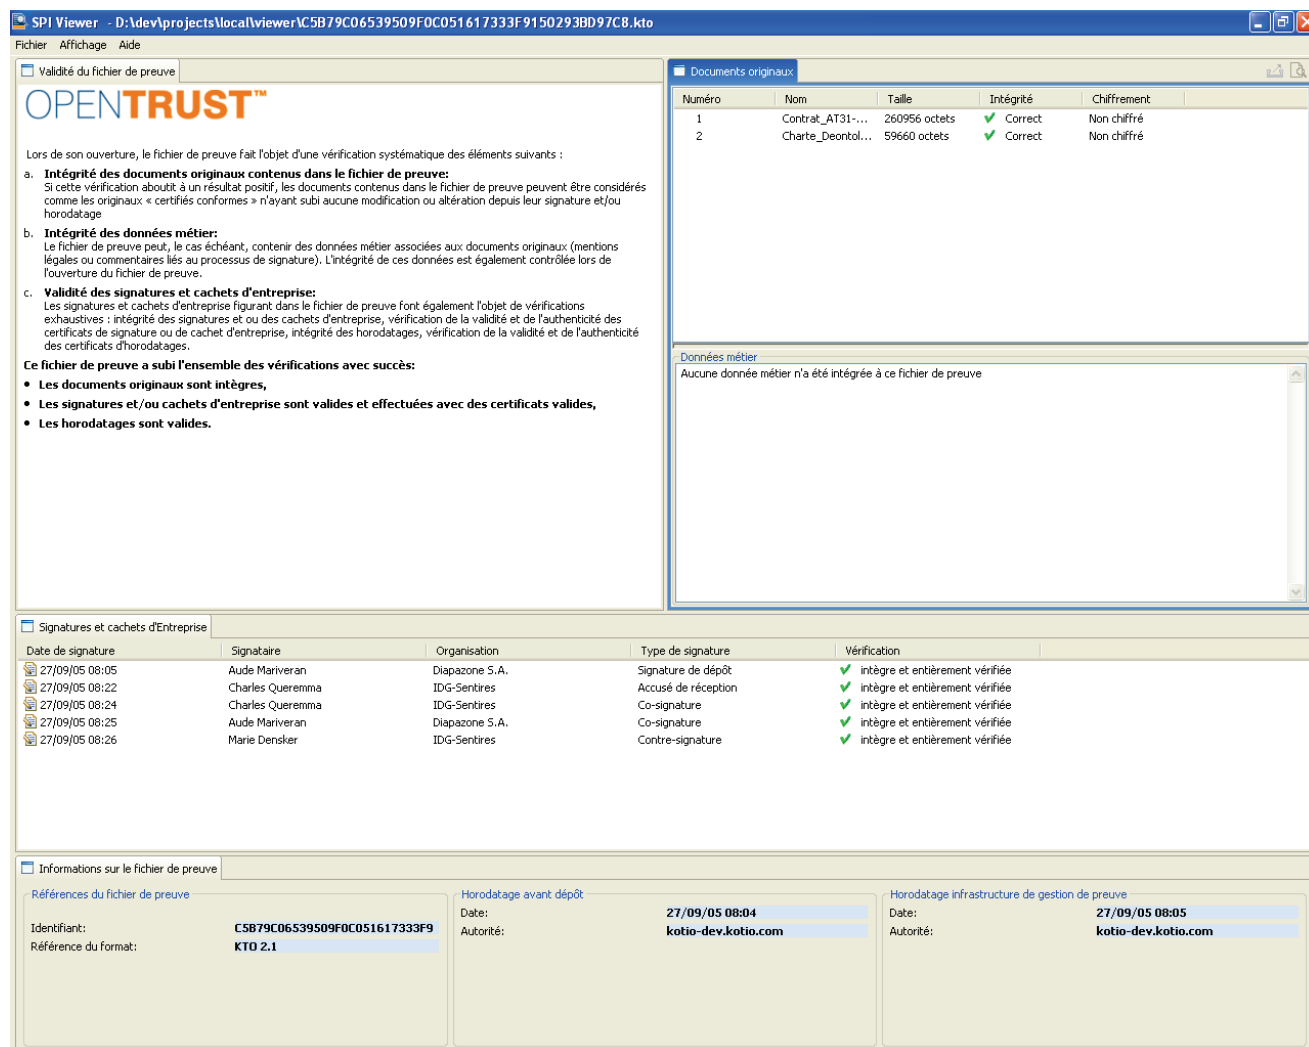 SPI Viewer - D:\dev\projects\local\viewer\C5B79C06539509F0C051617333F9150293BD97C8.kto
Fichier Affichage Aide
Validité du fichier de preuve
OPENTRUST™
Lors de son ouverture, le fichier de preuve fait l'objet d'une vérification systématique des éléments suivants :
a. Intégrité des documents originaux contenus dans le fichier de preuve:
Si cette vérification aboutit à un résultat positif, les documents contenus dans le fichier de preuve peuvent être considérés
comme les originaux « certifiés conformes » n'ayant subi aucune modification ou altération depuis leur signature et/ou
horodatage
b. Intégrité des données métier:
Le fichier de preuve peut, le cas échéant, contenir des données métier associées aux documents originaux (mentions
légales ou commentaires liés au processus de signature). L'intégrité de ces données est également contrôlée lors de
l'ouverture du fichier de preuve.
c. Validité des signatures et cachets d'entreprise:
Les signatures et cachets d'entreprise figurant dans le fichier de preuve font également l'objet de vérifications
exhaustives : intégrité des signatures et ou des cachets d'entreprise, vérification de la validité et de l'authenticité des
certificats de signature ou de cachet d'entreprise, intégrité des horodatages, vérification de la validité et de l'authenticité
des certificats d'horodatages.
Ce fichier de preuve a subi l'ensemble des vérifications avec succès:
• Les documents originaux sont intègres,
• Les signatures et/ou cachets d'entreprise sont valides et effectuées avec des certificats valides,
• Les horodatages sont valides.
Documents originaux
Numéro Nom Taille Intégrité Chiffrement
1 Contrat_AT31-... 260956 octets Correct Non chiffré
2 Charte_Deontol... 59660 octets Correct Non chiffré
Données métier
Aucune donnée métier n'a été intégrée à ce fichier de preuve
Signatures et cachets d'Entreprise
Date de signature Signataire Organisation Type de signature Vérification
27/09/05 08:05 Aude Mariveran Diapazone S.A. Signature de dépôt intègre et entièrement vérifiée
27/09/05 08:22 Charles Queremma IDG-Sentires Accusé de réception intègre et entièrement vérifiée
27/09/05 08:24 Charles Queremma IDG-Sentires Co-signature intègre et entièrement vérifiée
27/09/05 08:25 Aude Mariveran Diapazone S.A. Co-signature intègre et entièrement vérifiée
27/09/05 08:26 Marie Densker IDG-Sentires Contre-signature intègre et entièrement vérifiée
Informations sur le fichier de preuve
Références du fichier de preuve
Identifiant: C5B79C06539509F0C051617333F9
Référence du format: KTO 2.1
Horodatage avant dépôt
Date: 27/09/05 08:04
Autorité: kotio-dev.kotio.com
Horodatage infrastructure de gestion de preuve
Date: 27/09/05 08:05
Autorité: kotio-dev.kotio.com